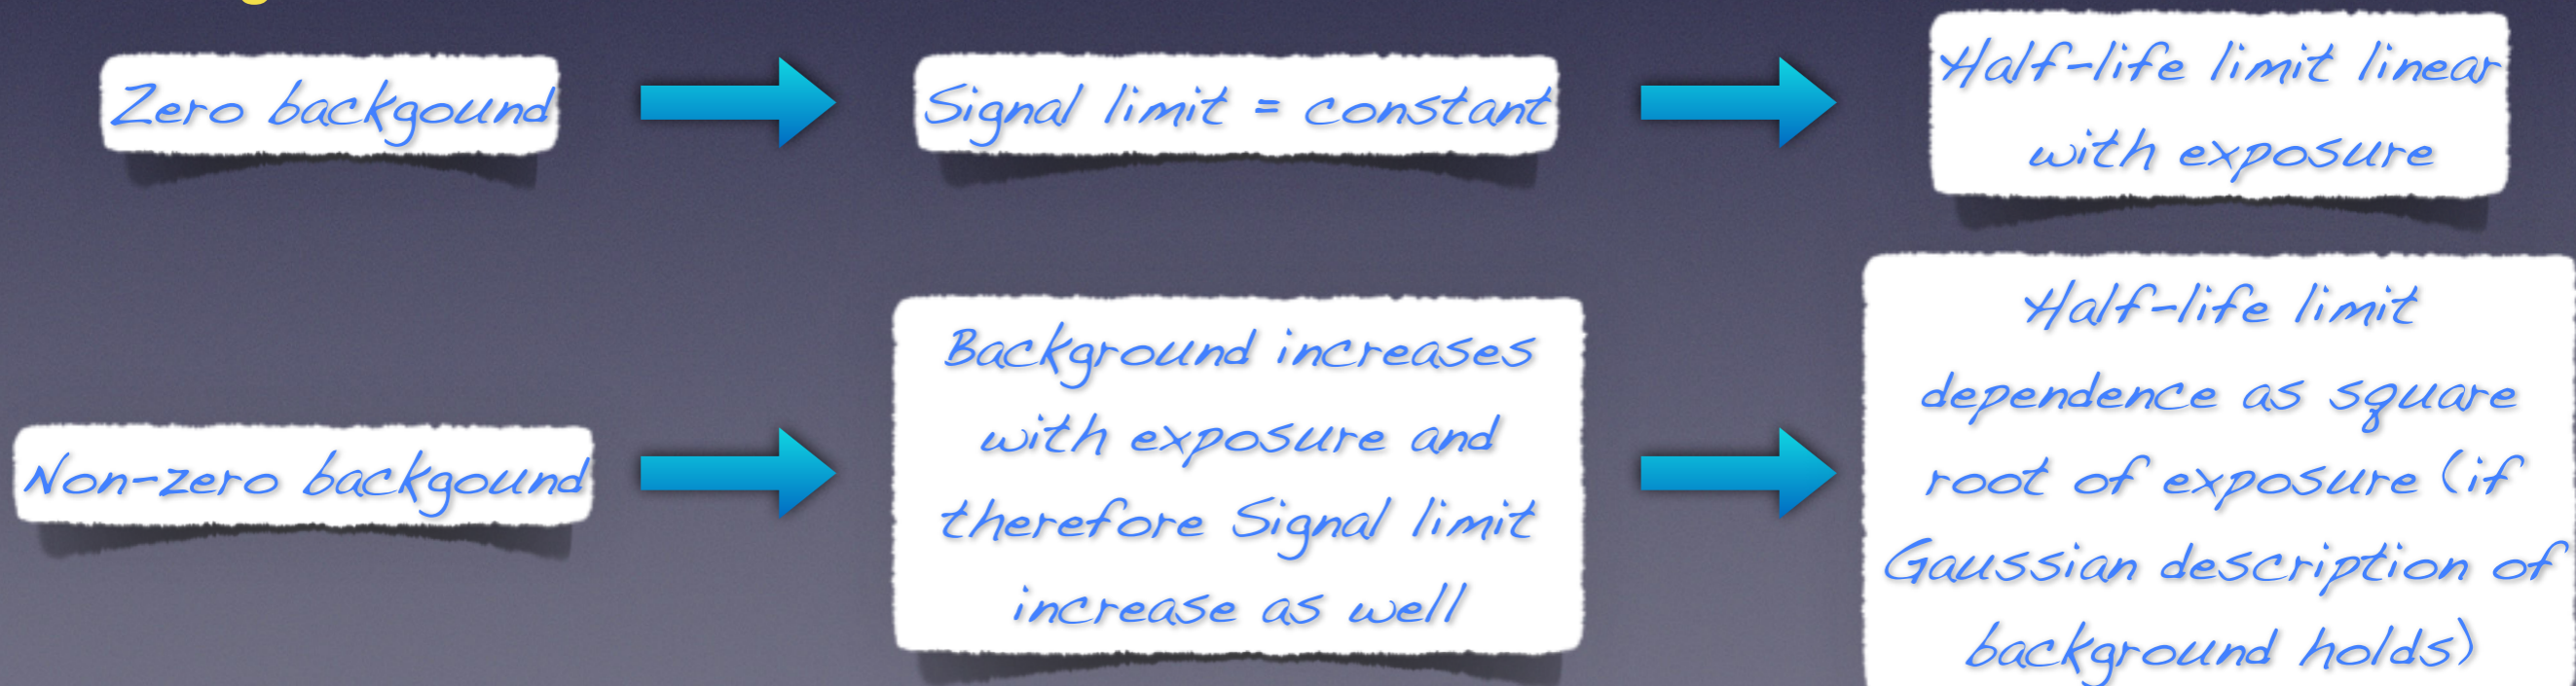 Zero backgound
Signal limit = constant
Half-life limit linear
with exposure
Non-zero backgound
Background increases
with exposure and
therefore Signal limit
increase as well
Half-life limit
dependence as square
root of exposure (if
Gaussian description of
background holds)